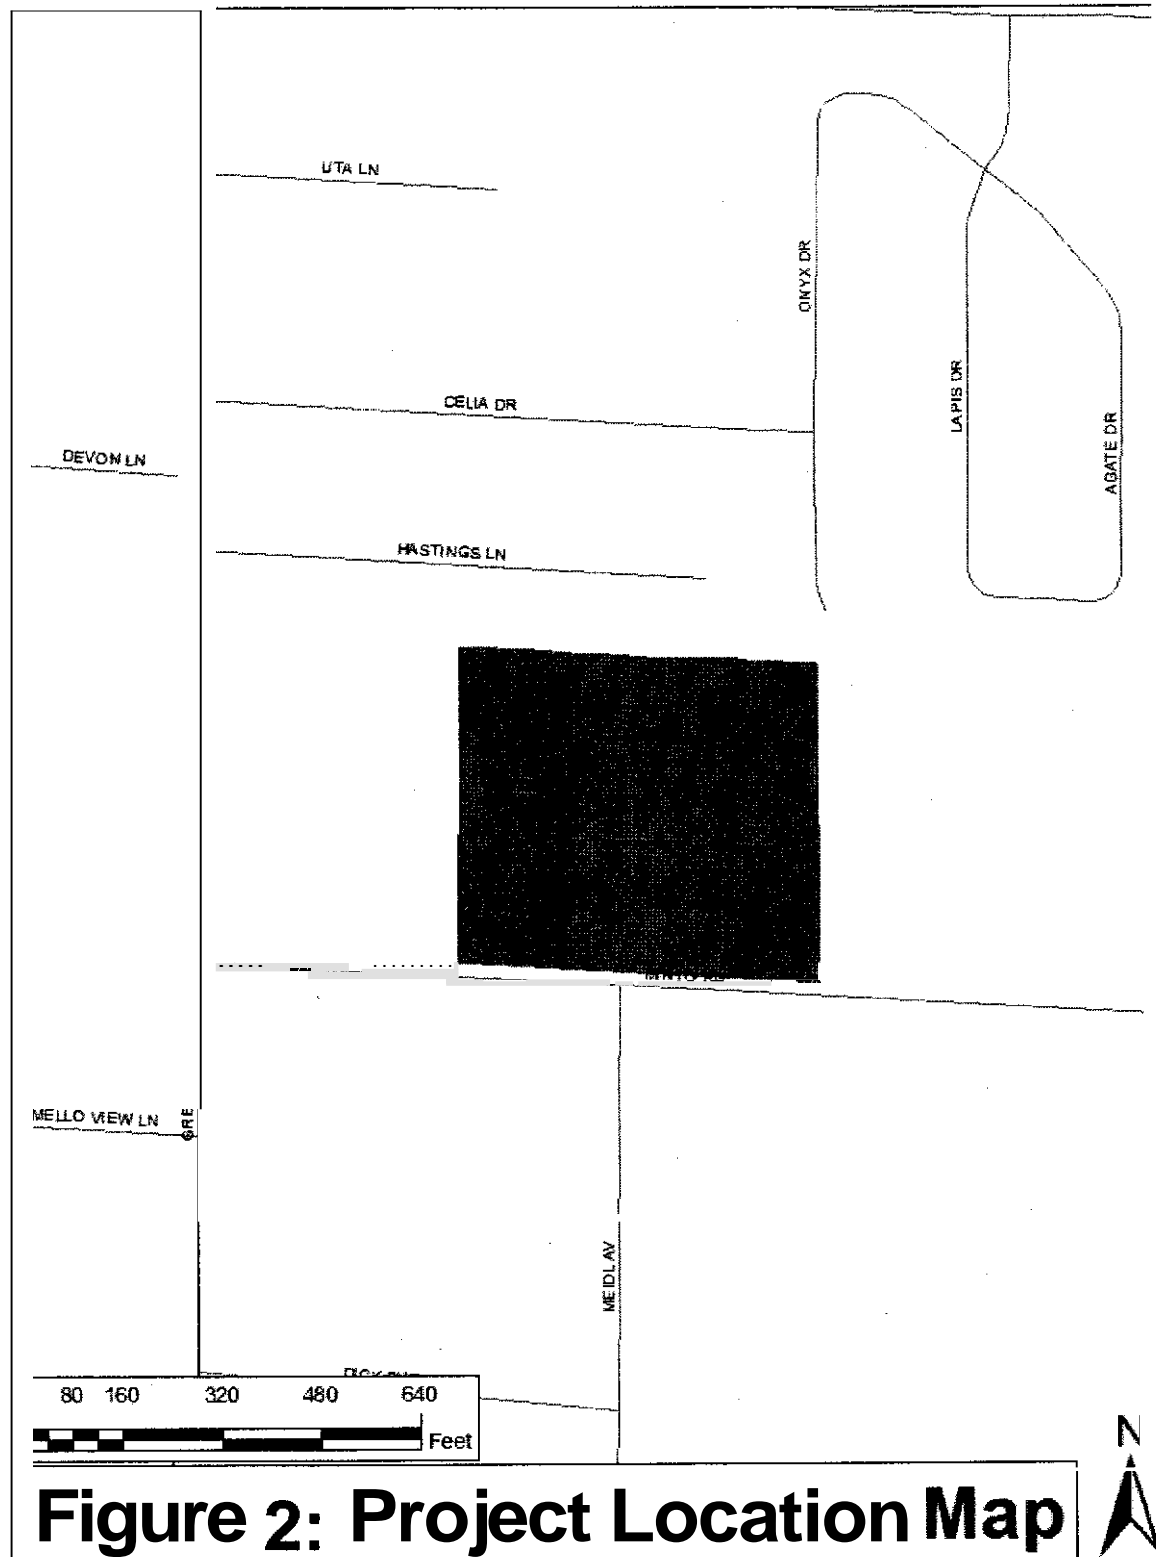 UTA LN
ONYX DR
CELIA DR
LAPIS DR
AGATE DR
DEVON LN
HASTINGS LN
MELLO VIEW LN
GRE
MEIDL AV
80 160 320 480 640
Feet
N
Figure 2: Project Location Map